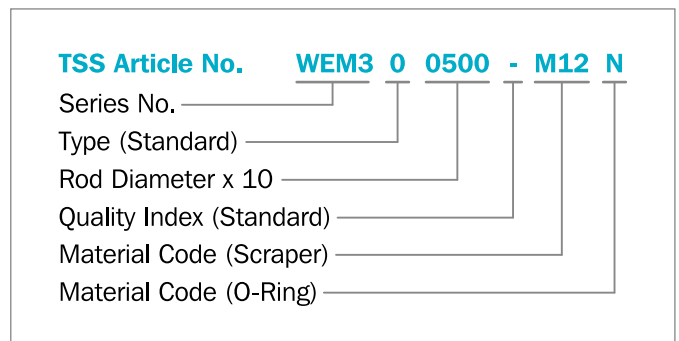 TSS Article No. WEM3 0 0500 - M12 N
Series No.
Type (Standard)
Rod Diameter x 10
Quality Index (Standard)
Material Code (Scraper)
Material Code (O-Ring)